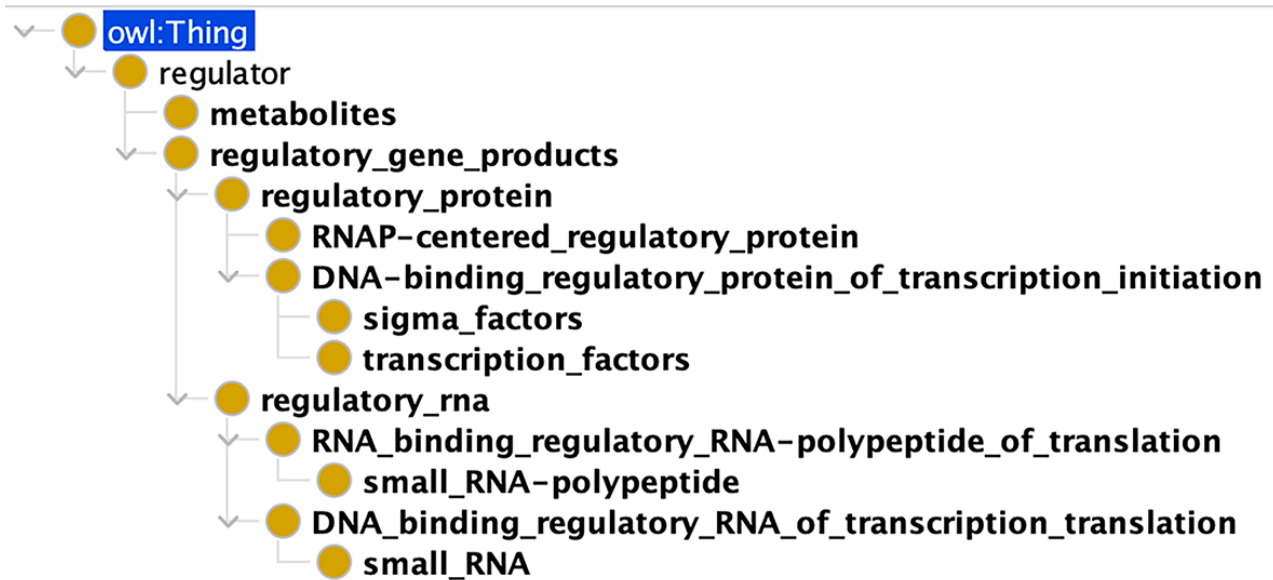 owl:Thing
regulator
metabolites
regulatory_gene_products
regulatory_protein
RNAP-centered_regulatory_protein
DNA-binding_regulatory_protein_of_transcription_initiation
sigma_factors
transcription_factors
regulatory_rna
RNA_binding_regulatory_RNA-polypeptide_of_translation
small_RNA-polypeptide
DNA_binding_regulatory_RNA_of_transcription_translation
small_RNA